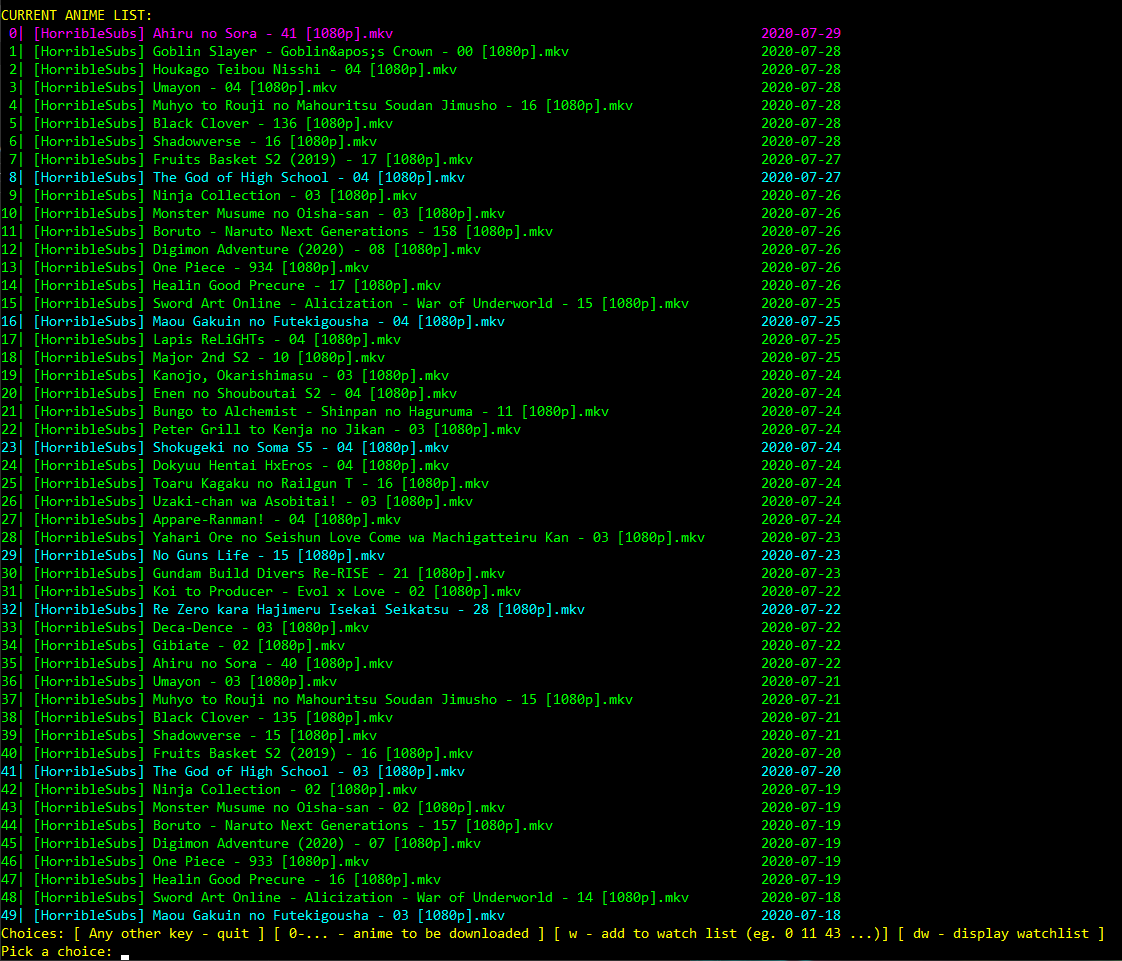 CURRENT ANIME LIST:
0| [HorribleSubs] Ahiru no Sora - 41 [1080p].mkv 2020-07-29
1| [HorribleSubs] Goblin Slayer - Goblin&apos;s Crown - 00 [1080p].mkv 2020-07-28
2| [HorribleSubs] Houkago Teibou Nisshi - 04 [1080p].mkv 2020-07-28
3| [HorribleSubs] Umayon - 04 [1080p].mkv 2020-07-28
4| [HorribleSubs] Muhyo to Rouji no Mahouritsu Soudan Jimusho - 16 [1080p].mkv 2020-07-28
5| [HorribleSubs] Black Clover - 136 [1080p].mkv 2020-07-28
6| [HorribleSubs] Shadowverse - 16 [1080p].mkv 2020-07-28
7| [HorribleSubs] Fruits Basket S2 (2019) - 17 [1080p].mkv 2020-07-27
8| [HorribleSubs] The God of High School - 04 [1080p].mkv 2020-07-27
9| [HorribleSubs] Ninja Collection - 03 [1080p].mkv 2020-07-26
10| [HorribleSubs] Monster Musume no Oisha-san - 03 [1080p].mkv 2020-07-26
11| [HorribleSubs] Boruto - Naruto Next Generations - 158 [1080p].mkv 2020-07-26
12| [HorribleSubs] Digimon Adventure (2020) - 08 [1080p].mkv 2020-07-26
13| [HorribleSubs] One Piece - 934 [1080p].mkv 2020-07-26
14| [HorribleSubs] Healin Good Precure - 17 [1080p].mkv 2020-07-26
15| [HorribleSubs] Sword Art Online - Alicization - War of Underworld - 15 [1080p].mkv 2020-07-25
16| [HorribleSubs] Maou Gakuin no Futekigousha - 04 [1080p].mkv 2020-07-25
17| [HorribleSubs] Lapis ReLiGHTs - 04 [1080p].mkv 2020-07-25
18| [HorribleSubs] Major 2nd S2 - 10 [1080p].mkv 2020-07-25
19| [HorribleSubs] Kanojo, Okarishimasu - 03 [1080p].mkv 2020-07-24
20| [HorribleSubs] Enen no Shouboutai S2 - 04 [1080p].mkv 2020-07-24
21| [HorribleSubs] Bungo to Alchemist - Shinpan no Haguruma - 11 [1080p].mkv 2020-07-24
22| [HorribleSubs] Peter Grill to Kenja no Jikan - 03 [1080p].mkv 2020-07-24
23| [HorribleSubs] Shokugeki no Soma S5 - 04 [1080p].mkv 2020-07-24
24| [HorribleSubs] Dokyuu Hentai HxEros - 04 [1080p].mkv 2020-07-24
25| [HorribleSubs] Toaru Kagaku no Railgun T - 16 [1080p].mkv 2020-07-24
26| [HorribleSubs] Uzaki-chan wa Asobitai! - 03 [1080p].mkv 2020-07-24
27| [HorribleSubs] Appare-Ranman! - 04 [1080p].mkv 2020-07-24
28| [HorribleSubs] Yahari Ore no Seishun Love Come wa Machigatteiru Kan - 03 [1080p].mkv 2020-07-23
29| [HorribleSubs] No Guns Life - 15 [1080p].mkv 2020-07-23
30| [HorribleSubs] Gundam Build Divers Re-RISE - 21 [1080p].mkv 2020-07-23
31| [HorribleSubs] Koi to Producer - Evol x Love - 02 [1080p].mkv 2020-07-22
32| [HorribleSubs] Re Zero kara Hajimeru Isekai Seikatsu - 28 [1080p].mkv 2020-07-22
33| [HorribleSubs] Deca-Dence - 03 [1080p].mkv 2020-07-22
34| [HorribleSubs] Gibiate - 02 [1080p].mkv 2020-07-22
35| [HorribleSubs] Ahiru no Sora - 40 [1080p].mkv 2020-07-22
36| [HorribleSubs] Umayon - 03 [1080p].mkv 2020-07-21
37| [HorribleSubs] Muhyo to Rouji no Mahouritsu Soudan Jimusho - 15 [1080p].mkv 2020-07-21
38| [HorribleSubs] Black Clover - 135 [1080p].mkv 2020-07-21
39| [HorribleSubs] Shadowverse - 15 [1080p].mkv 2020-07-21
40| [HorribleSubs] Fruits Basket S2 (2019) - 16 [1080p].mkv 2020-07-20
41| [HorribleSubs] The God of High School - 03 [1080p].mkv 2020-07-20
42| [HorribleSubs] Ninja Collection - 02 [1080p].mkv 2020-07-19
43| [HorribleSubs] Monster Musume no Oisha-san - 02 [1080p].mkv 2020-07-19
44| [HorribleSubs] Boruto - Naruto Next Generations - 157 [1080p].mkv 2020-07-19
45| [HorribleSubs] Digimon Adventure (2020) - 07 [1080p].mkv 2020-07-19
46| [HorribleSubs] One Piece - 933 [1080p].mkv 2020-07-19
47| [HorribleSubs] Healin Good Precure - 16 [1080p].mkv 2020-07-19
48| [HorribleSubs] Sword Art Online - Alicization - War of Underworld - 14 [1080p].mkv 2020-07-18
49| [HorribleSubs] Maou Gakuin no Futekigousha - 03 [1080p].mkv 2020-07-18
Choices: [ Any other key - quit ] [ 0-... - anime to be downloaded ] [ w - add to watch list (eg. 0 11 43 ...)] [ dw - display watchlist ]
Pick a choice: